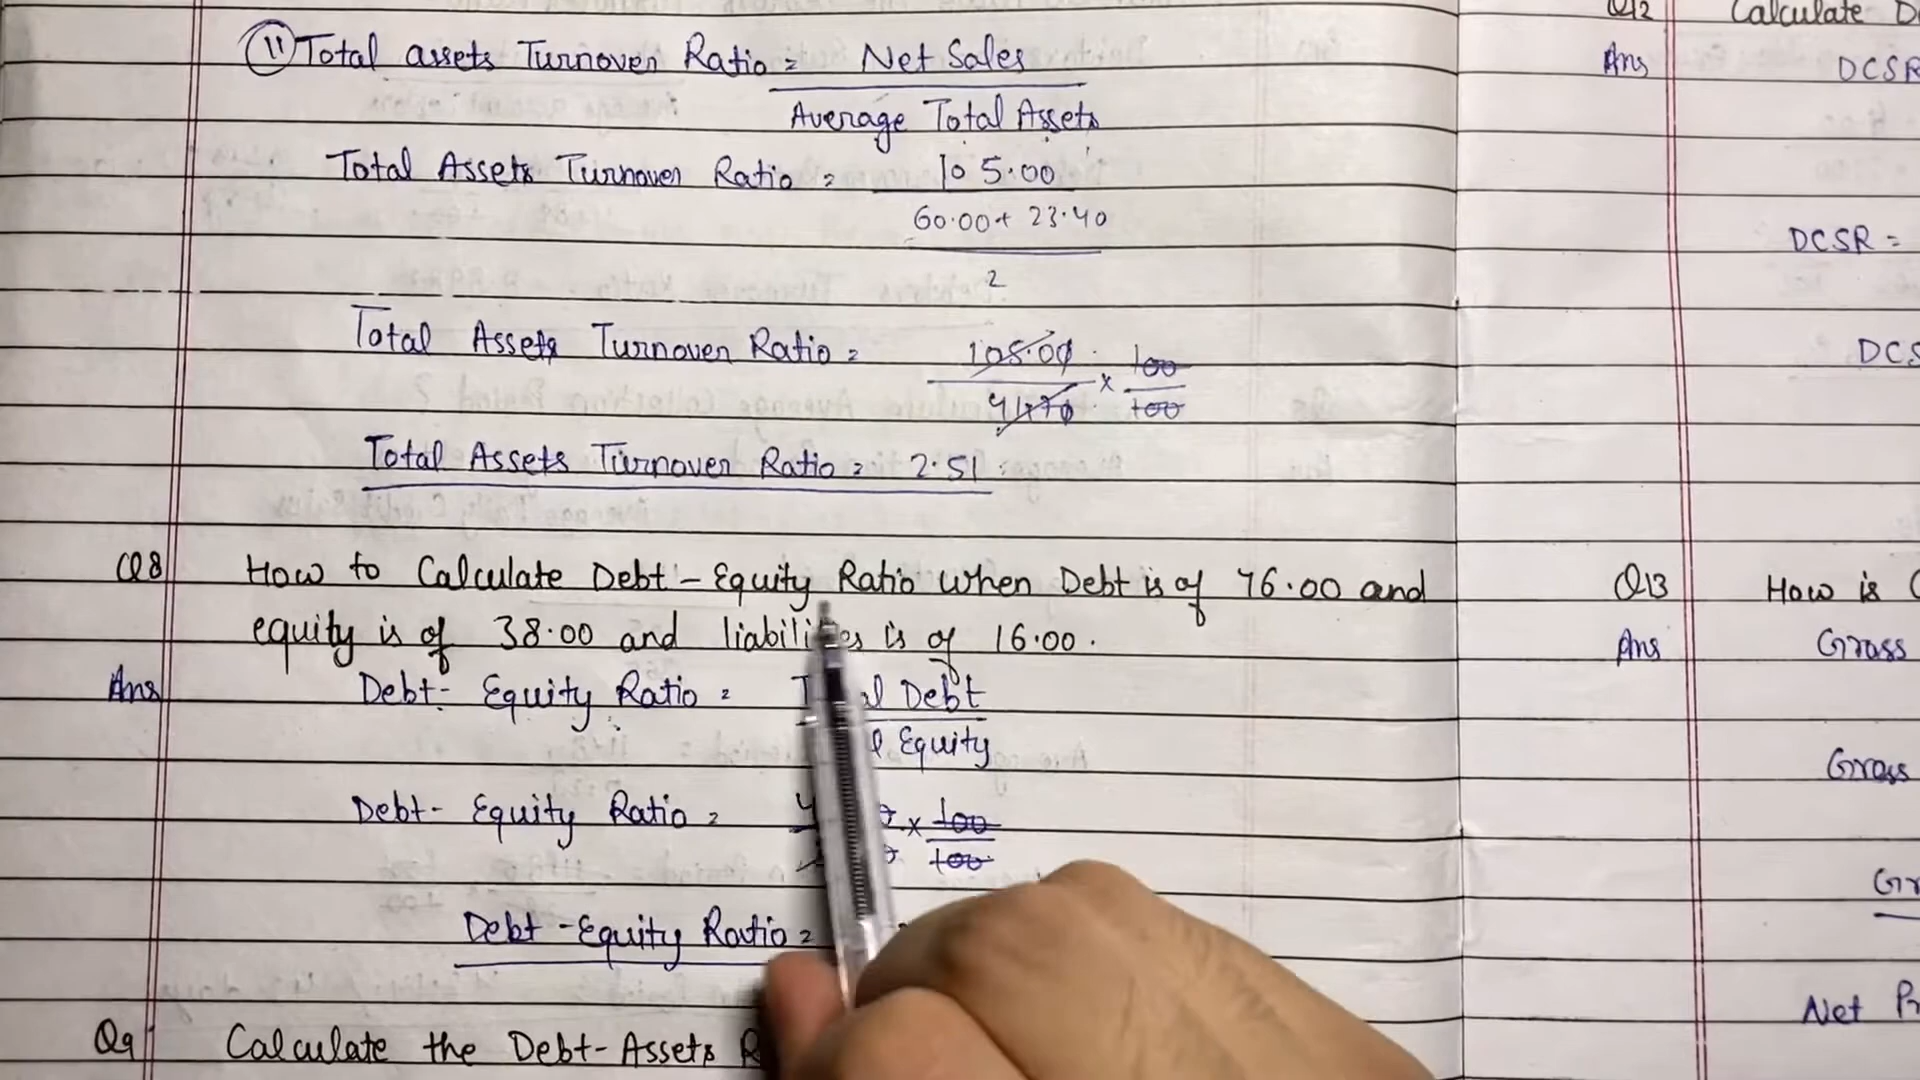 11 Total assets Turnover Ratio = Net Sales
Average Total Assets
Total Assets Turnover Ratio = 105.00
60.00+ 23.40
2
Total Assets Turnover Ratio = 105.00 × 100
100
Total Assets Turnover Ratio = 2.51
Q8 How to Calculate Debt-Equity Ratio when Debt is of 46.00 and
equity is of 38.00 and is of 16.00.
Ans Debt- Equity Ratio = Debt
Equity
Debt- Equity Ratio = × 100
100
Debt-Equity Ratio =
Q9 Calculate the Debt-Assets
Q12 Calculate
Ans DCSR
DCSR =
Q13 How is
Ans Gross
Gross
Net